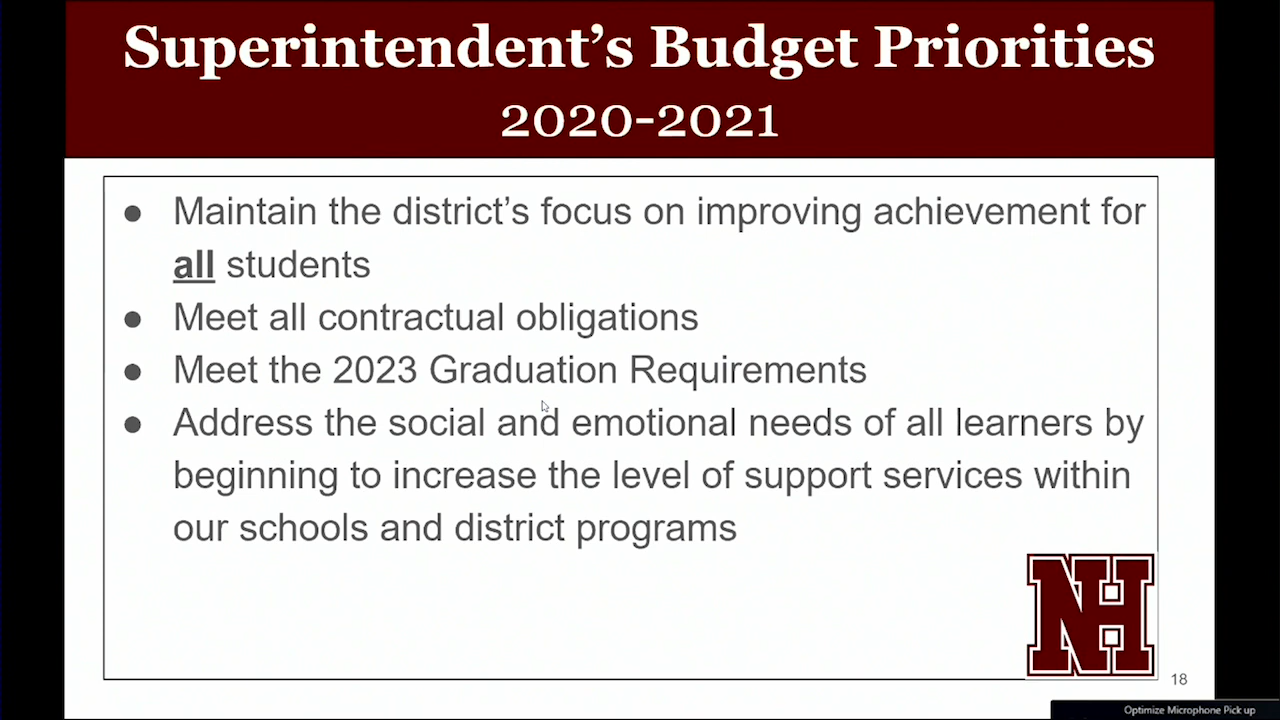 Superintendent’s Budget Priorities
2020-2021
● Maintain the district’s focus on improving achievement for
all students
● Meet all contractual obligations
● Meet the 2023 Graduation Requirements
● Address the social and emotional needs of all learners by
beginning to increase the level of support services within
our schools and district programs
NH
18
Optimize Microphone Pick up